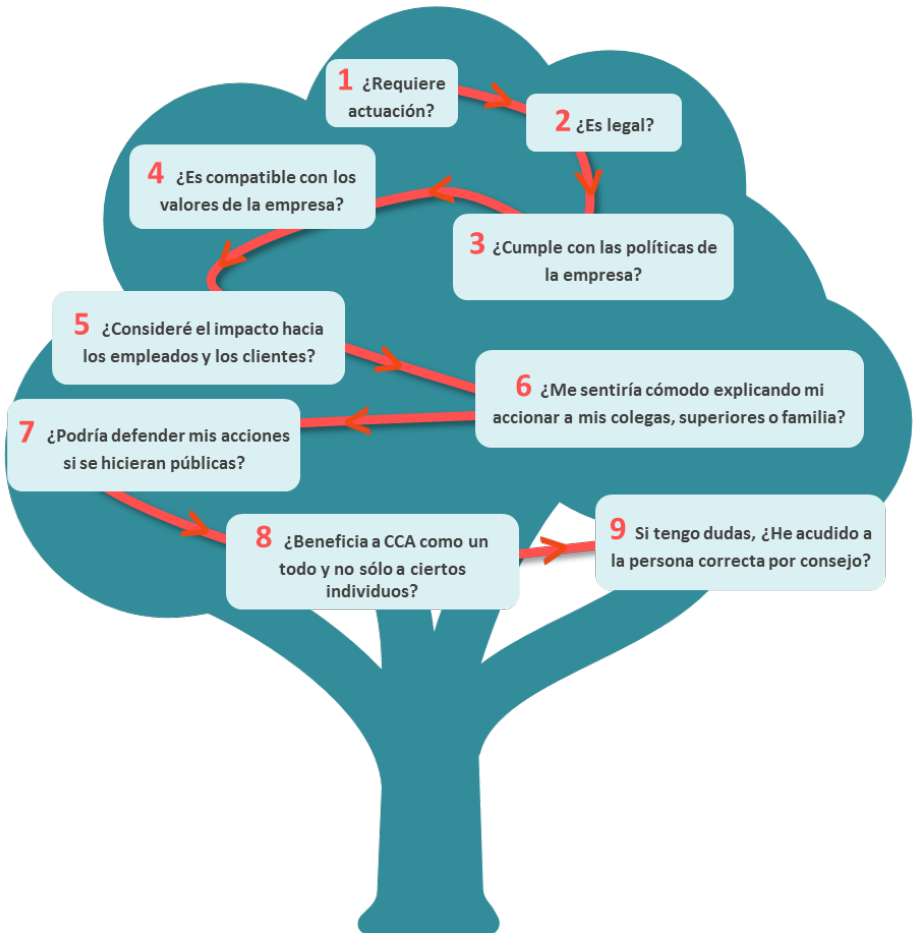 1 ¿Requiere
actuación?
2 ¿Es legal?
3 ¿Cumple con las políticas de
la empresa?
4 ¿Es compatible con los
valores de la empresa?
5 ¿Consideré el impacto hacia
los empleados y los clientes?
6 ¿Me sentiría cómodo explicando mi
accionar a mis colegas, superiores o familia?
7 ¿Podría defender mis acciones
si se hicieran públicas?
8 ¿Beneficia a CCA como un
todo y no sólo a ciertos
individuos?
9 Si tengo dudas, ¿He acudido a
la persona correcta por consejo?